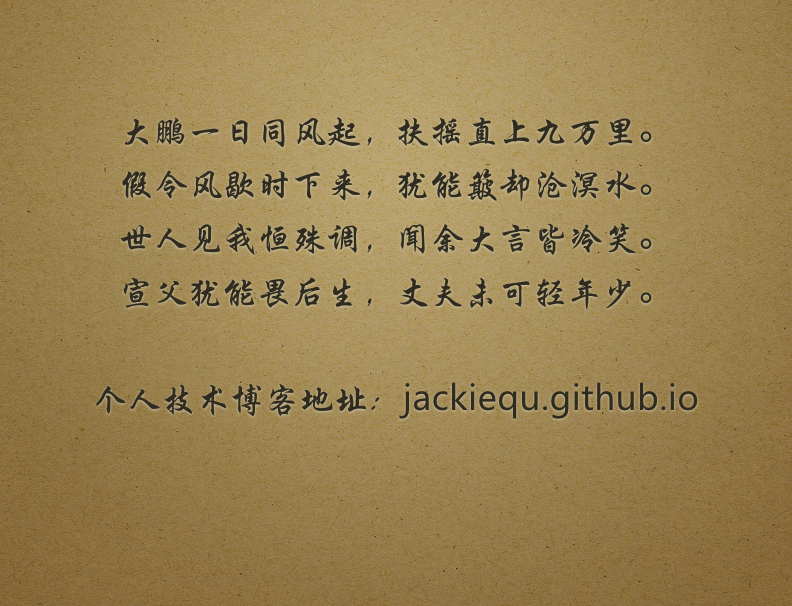 大鹏一日同风起，扶摇直上九万里。
假令风歇时下来，犹能簸却沧溟水。
世人见我恒殊调，闻余大言皆冷笑。
宣父犹能畏后生，丈夫未可轻年少。
个人技术博客地址：jackiequ.github.io